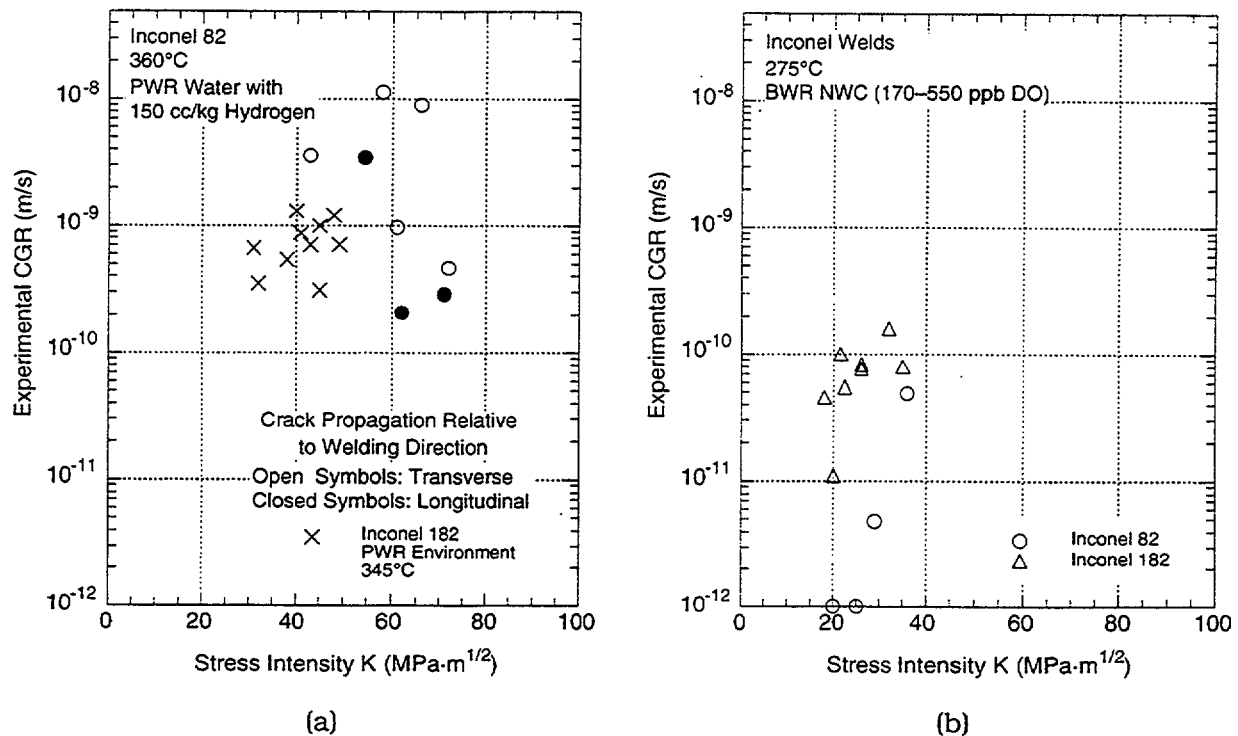 Inconel 82
360°C
PWR Water with
150 cc/kg Hydrogen
10⁻⁸
10⁻⁹
10⁻¹⁰
10⁻¹¹
10⁻¹²
Experimental CGR (m/s)
Crack Propagation Relative
to Welding Direction
Open Symbols: Transverse
Closed Symbols: Longitudinal
Inconel 182
PWR Environment
345°C
0 20 40 60 80 100
Stress Intensity K (MPa·m¹ᐟ²)
(a)
Inconel Welds
275°C
BWR NWC (170–550 ppb DO)
10⁻⁸
10⁻⁹
10⁻¹⁰
10⁻¹¹
10⁻¹²
Experimental CGR (m/s)
Inconel 82
Inconel 182
0 20 40 60 80 100
Stress Intensity K (MPa·m¹ᐟ²)
(b)